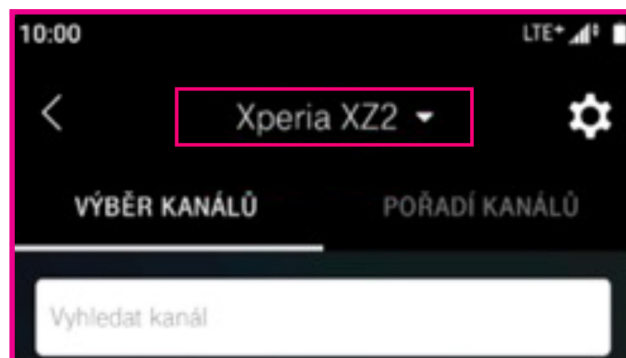 10:00 LTE+
Xperia XZ2
VÝBĚR KANÁLŮ POŘADÍ KANÁLŮ
Vyhledat kanál